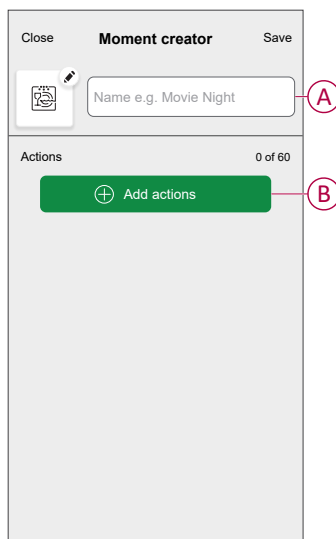 Close Moment creator Save
Name e.g. Movie Night
A
Actions 0 of 60
Add actions
B